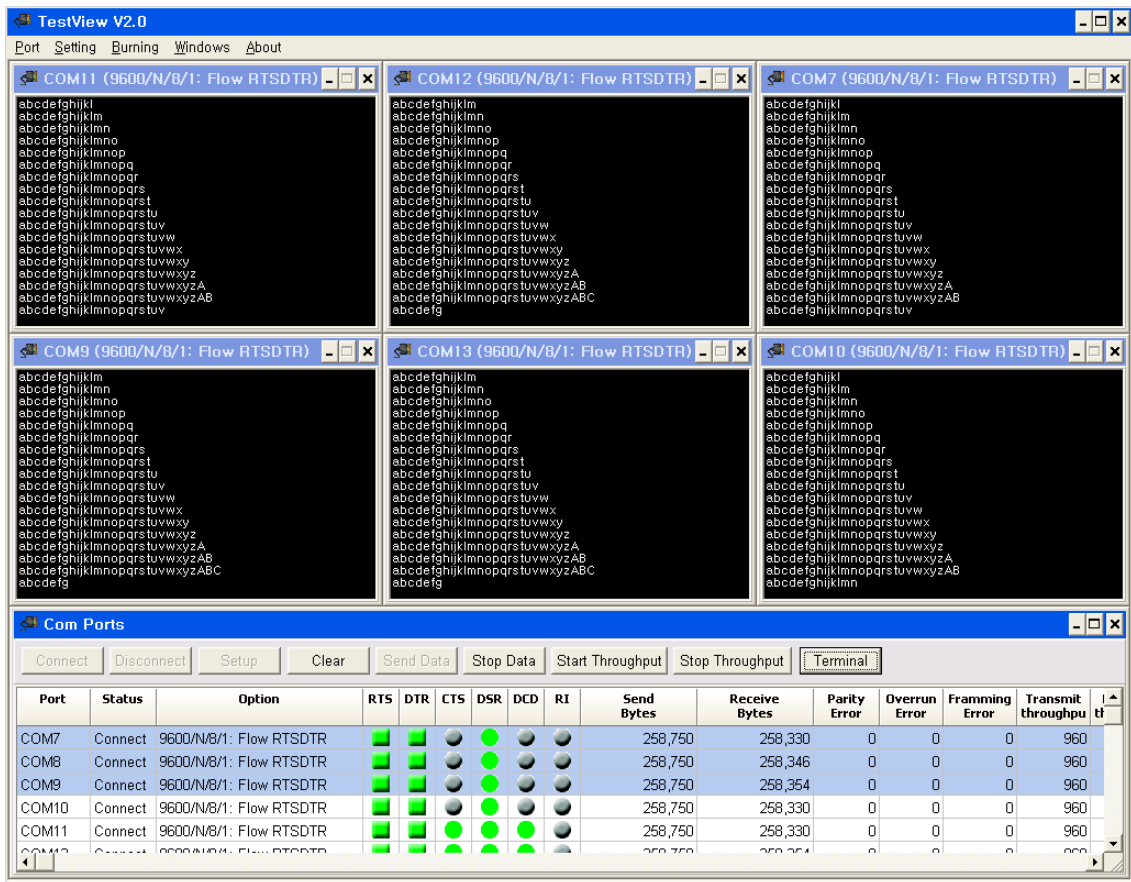 TestView V2.0
Port Setting Burning Windows About
COM11 (9600/N/8/1: Flow RTSDTR)
abcdefghijkl
abcdefghijklm
abcdefghijklmn
abcdefghijklmno
abcdefghijklmnop
abcdefghijklmnopq
abcdefghijklmnopqr
abcdefghijklmnopqrs
abcdefghijklmnopqrst
abcdefghijklmnopqrstu
abcdefghijklmnopqrstuv
abcdefghijklmnopqrstuvw
abcdefghijklmnopqrstuvwx
abcdefghijklmnopqrstuvwxy
abcdefghijklmnopqrstuvwxyz
abcdefghijklmnopqrstuvwxyzA
abcdefghijklmnopqrstuvwxyzAB
abcdefghijklmnopqrstuv
COM12 (9600/N/8/1: Flow RTSDTR)
abcdefghijklm
abcdefghijklmn
abcdefghijklmno
abcdefghijklmnop
abcdefghijklmnopq
abcdefghijklmnopqr
abcdefghijklmnopqrs
abcdefghijklmnopqrst
abcdefghijklmnopqrstu
abcdefghijklmnopqrstuv
abcdefghijklmnopqrstuvw
abcdefghijklmnopqrstuvwx
abcdefghijklmnopqrstuvwxy
abcdefghijklmnopqrstuvwxyz
abcdefghijklmnopqrstuvwxyzA
abcdefghijklmnopqrstuvwxyzAB
abcdefghijklmnopqrstuvwxyzABC
abcdefg
COM7 (9600/N/8/1: Flow RTSDTR)
abcdefghijkl
abcdefghijklm
abcdefghijklmn
abcdefghijklmno
abcdefghijklmnop
abcdefghijklmnopq
abcdefghijklmnopqr
abcdefghijklmnopqrs
abcdefghijklmnopqrst
abcdefghijklmnopqrstu
abcdefghijklmnopqrstuv
abcdefghijklmnopqrstuvw
abcdefghijklmnopqrstuvwx
abcdefghijklmnopqrstuvwxy
abcdefghijklmnopqrstuvwxyz
abcdefghijklmnopqrstuvwxyzA
abcdefghijklmnopqrstuvwxyzAB
abcdefghijklmnopqrstuv
COM9 (9600/N/8/1: Flow RTSDTR)
abcdefghijklm
abcdefghijklmn
abcdefghijklmno
abcdefghijklmnop
abcdefghijklmnopq
abcdefghijklmnopqr
abcdefghijklmnopqrs
abcdefghijklmnopqrst
abcdefghijklmnopqrstu
abcdefghijklmnopqrstuv
abcdefghijklmnopqrstuvw
abcdefghijklmnopqrstuvwx
abcdefghijklmnopqrstuvwxy
abcdefghijklmnopqrstuvwxyz
abcdefghijklmnopqrstuvwxyzA
abcdefghijklmnopqrstuvwxyzAB
abcdefghijklmnopqrstuvwxyzABC
abcdefg
COM13 (9600/N/8/1: Flow RTSDTR)
abcdefghijklm
abcdefghijklmn
abcdefghijklmno
abcdefghijklmnop
abcdefghijklmnopq
abcdefghijklmnopqr
abcdefghijklmnopqrs
abcdefghijklmnopqrst
abcdefghijklmnopqrstu
abcdefghijklmnopqrstuv
abcdefghijklmnopqrstuvw
abcdefghijklmnopqrstuvwx
abcdefghijklmnopqrstuvwxy
abcdefghijklmnopqrstuvwxyz
abcdefghijklmnopqrstuvwxyzA
abcdefghijklmnopqrstuvwxyzAB
abcdefghijklmnopqrstuvwxyzABC
abcdefg
COM10 (9600/N/8/1: Flow RTSDTR)
abcdefghijkl
abcdefghijklm
abcdefghijklmn
abcdefghijklmno
abcdefghijklmnop
abcdefghijklmnopq
abcdefghijklmnopqr
abcdefghijklmnopqrs
abcdefghijklmnopqrst
abcdefghijklmnopqrstu
abcdefghijklmnopqrstuv
abcdefghijklmnopqrstuvw
abcdefghijklmnopqrstuvwx
abcdefghijklmnopqrstuvwxy
abcdefghijklmnopqrstuvwxyz
abcdefghijklmnopqrstuvwxyzA
abcdefghijklmnopqrstuvwxyzAB
abcdefghijklmn
Com Ports
Connect Disconnect Setup Clear Send Data Stop Data Start Throughput Stop Throughput Terminal
Port Status Option RTS DTR CTS DSR DCD RI Send Bytes Receive Bytes Parity Error Overrun Error Framming Error Transmit throughpu
COM7 Connect 9600/N/8/1: Flow RTSDTR 258,750 258,330 0 0 0 960
COM8 Connect 9600/N/8/1: Flow RTSDTR 258,750 258,346 0 0 0 960
COM9 Connect 9600/N/8/1: Flow RTSDTR 258,750 258,354 0 0 0 960
COM10 Connect 9600/N/8/1: Flow RTSDTR 258,750 258,330 0 0 0 960
COM11 Connect 9600/N/8/1: Flow RTSDTR 258,750 258,330 0 0 0 960